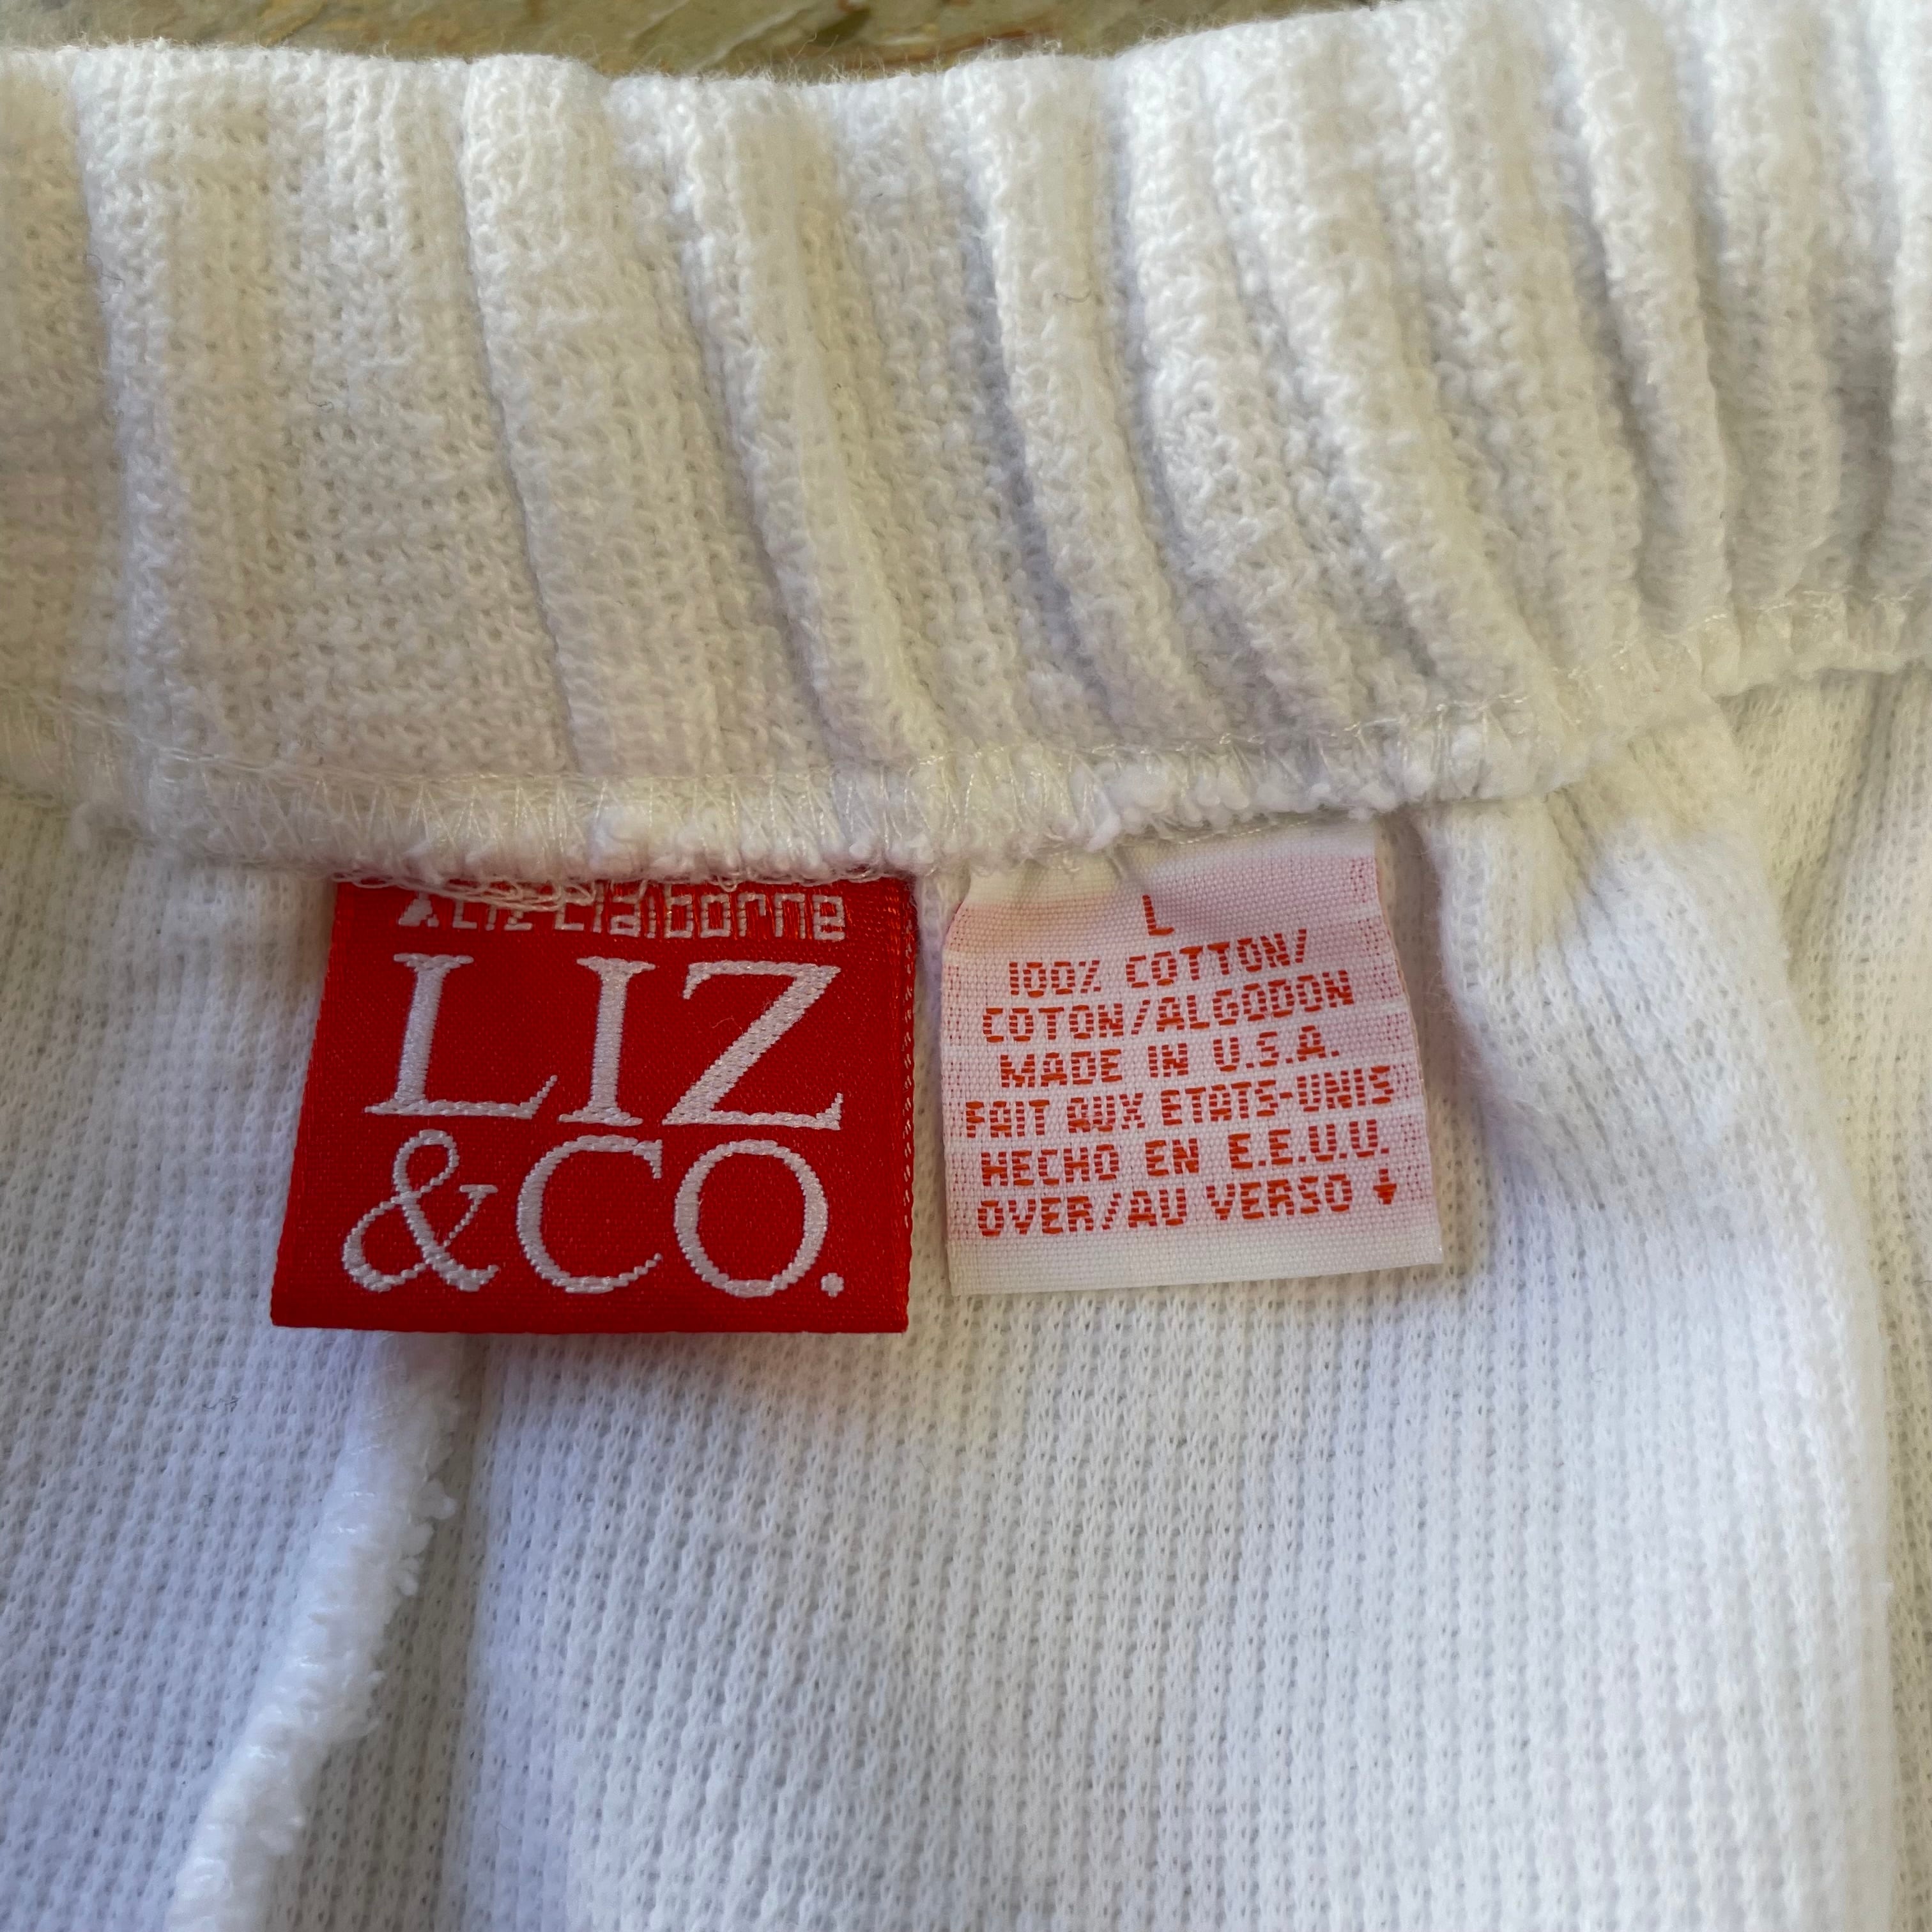 Liz claiborne
LIZ
&CO.
L
100% COTTON/
COTON/ALGODON
MADE IN U.S.A.
FAIT AUX ETATS-UNIS
HECHO EN E.E.U.U.
OVER/AU VERSO